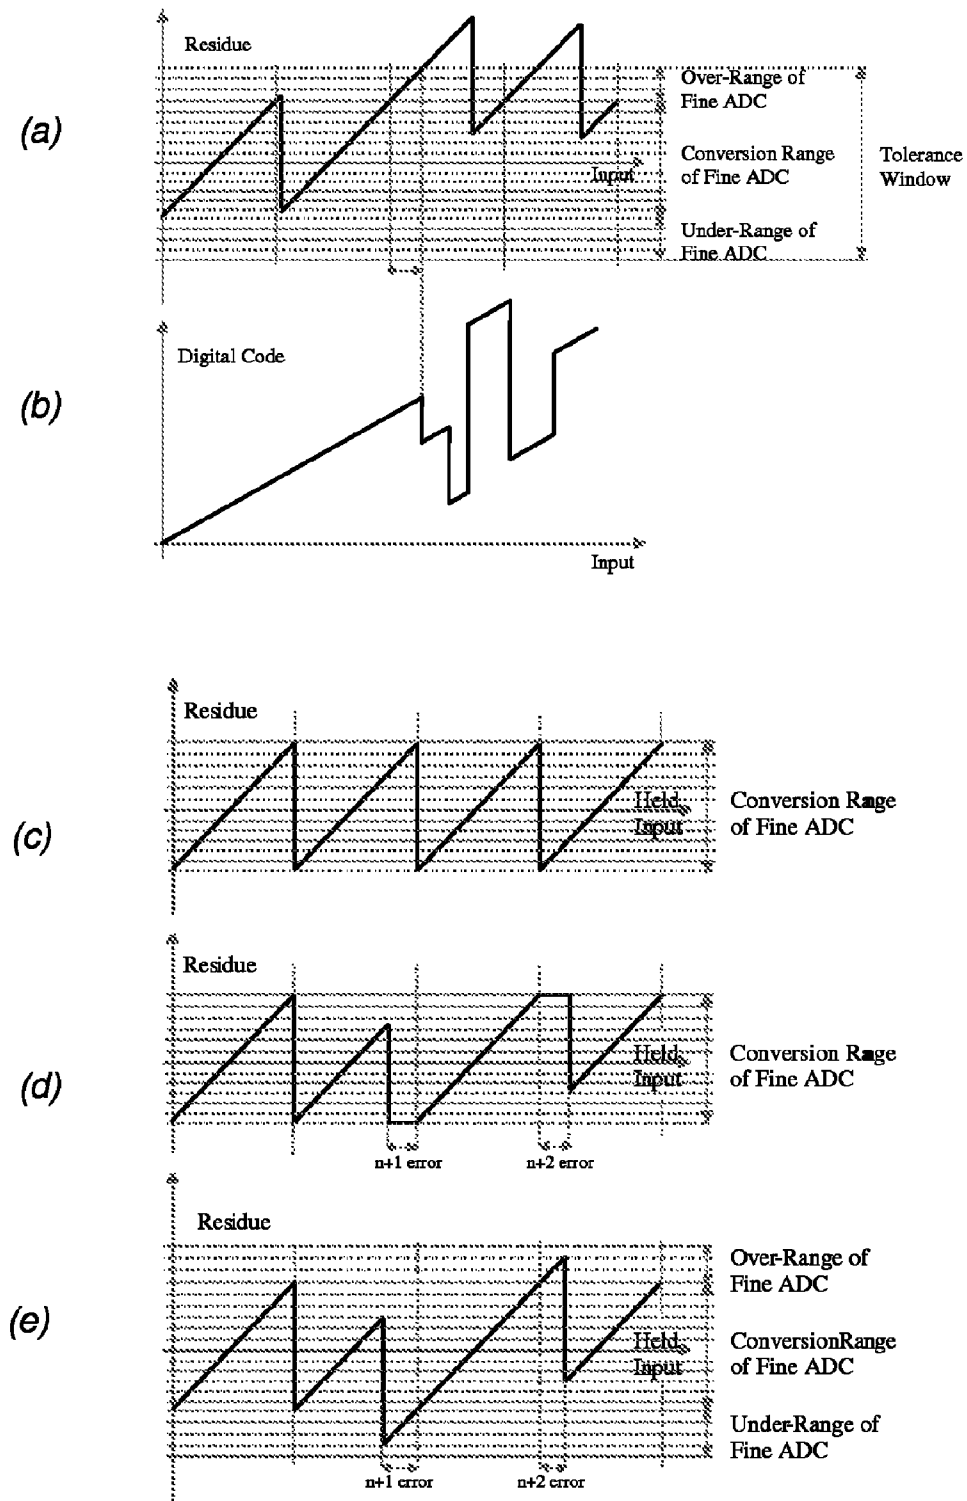 Residue
Over-Range of
Fine ADC
(a)
Conversion Range
of Fine ADC
Input
Tolerance
Window
Under-Range of
Fine ADC
Digital Code
(b)
Input
Residue
Held
Input
Conversion Range
of Fine ADC
(c)
Residue
Held
Input
Conversion Range
of Fine ADC
(d)
n+1 error
n+2 error
Residue
Over-Range of
Fine ADC
(e)
Held
Input
ConversionRange
of Fine ADC
Under-Range of
Fine ADC
n+1 error
n+2 error